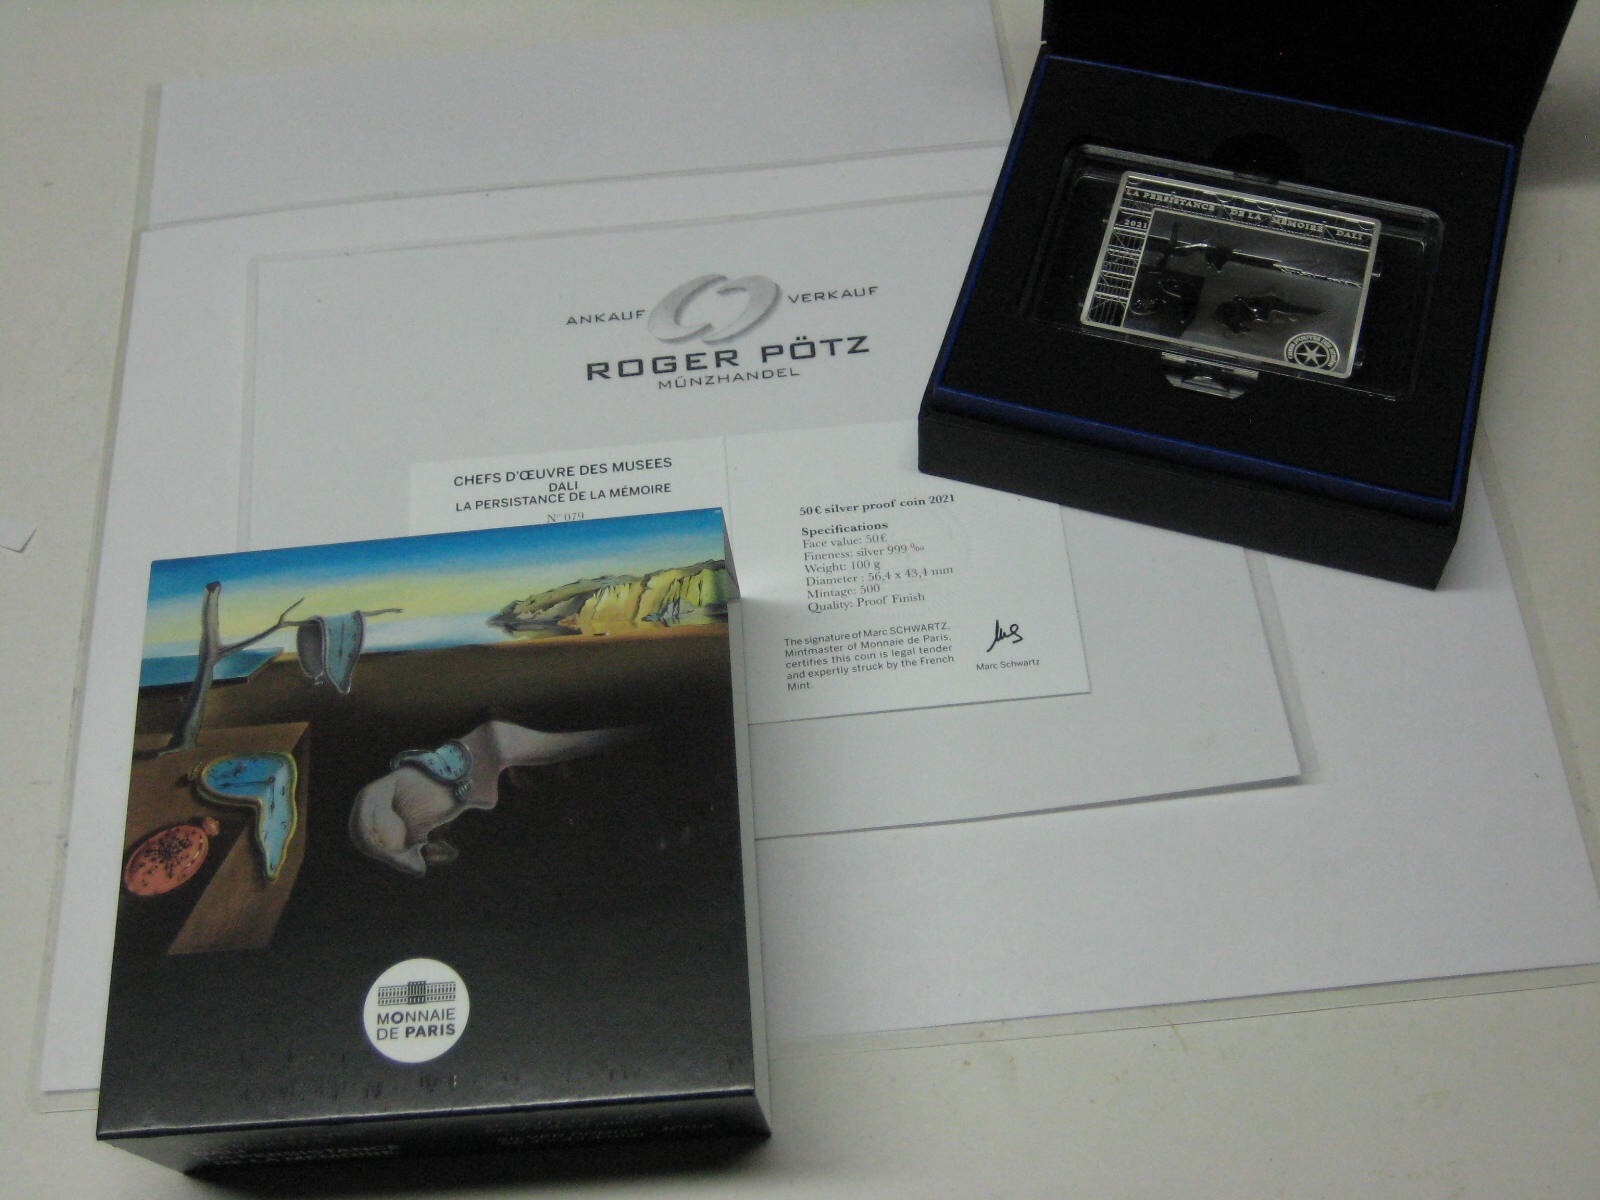 LA PERSISTANCE DE LA MÉMOIRE DALI
2021
ANKAUF
VERKAUF
ROGER PÖTZ
MÜNZHANDEL
CHEFS D'ŒUVRE DES MUSEES
DALI
LA PERSISTANCE DE LA MÉMOIRE
N° 079
50€ silver proof coin 2021
Specifications
Face value: 50€
Fineness: silver 999 ‰
Weight: 100 g
Diameter : 56,4 x 43,4 mm
Mintage: 500
Quality: Proof Finish
The signature of Marc SCHWARTZ,
Mintmaster of Monnaie de Paris,
certifies this coin is legal tender
and expertly struck by the French
Mint.
Marc Schwartz
MONNAIE
DE PARIS